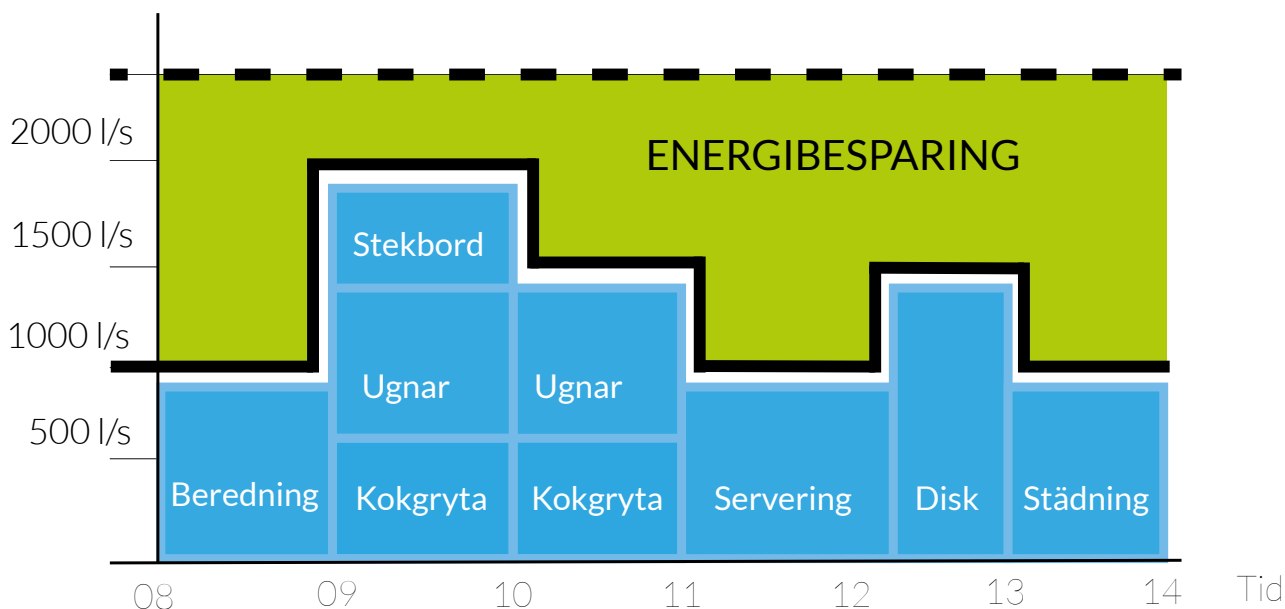 2000 l/s
ENERGIBESPARING
1500 l/s
Stekbord
1000 l/s
Ugnar Ugnar
500 l/s
Beredning Kokgryta Kokgryta Servering Disk Städning
08 09 10 11 12 13 14 Tid